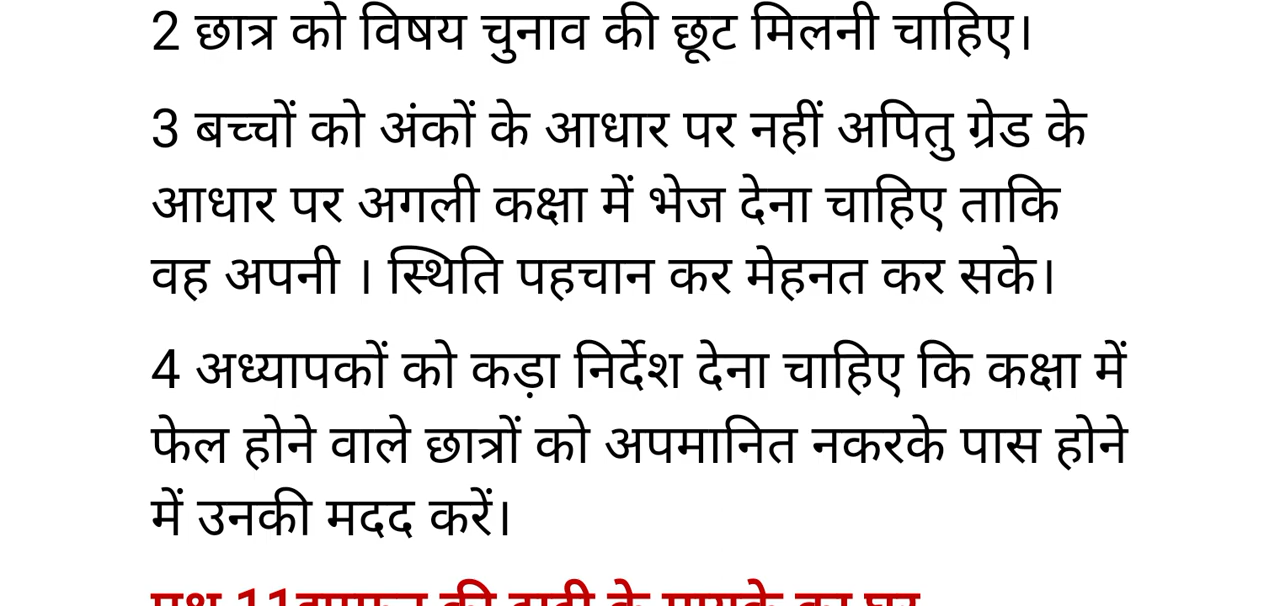 2 छात्र को विषय चुनाव की छूट मिलनी चाहिए।
3 बच्चों को अंकों के आधार पर नहीं अपितु ग्रेड के
आधार पर अगली कक्षा में भेज देना चाहिए ताकि
वह अपनी । स्थिति पहचान कर मेहनत कर सके।
4 अध्यापकों को कड़ा निर्देश देना चाहिए कि कक्षा में
फेल होने वाले छात्रों को अपमानित नकरके पास होने
में उनकी मदद करें।